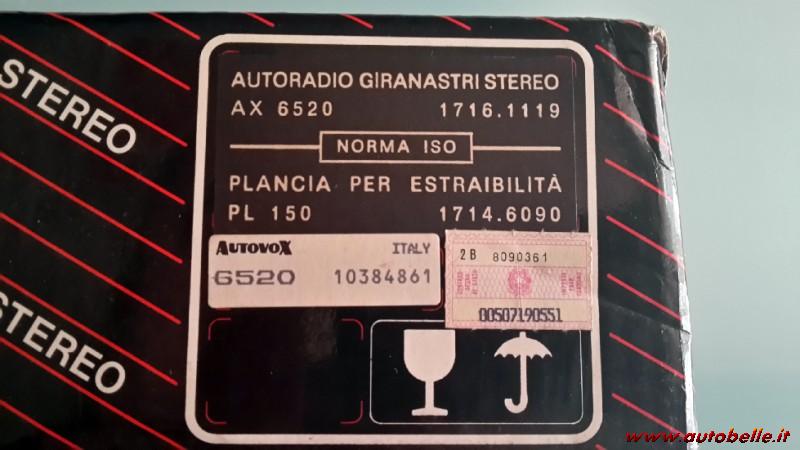 STEREO
AUTORADIO GIRANASTRI STEREO
AX 6520 1716.1119
NORMA ISO
PLANCIA PER ESTRAIBILITÀ
PL 150 1714.6090
AUTOVOX ITALY
6520 10384861
2B 8090361
00507190551
STEREO
www.autobelle.it